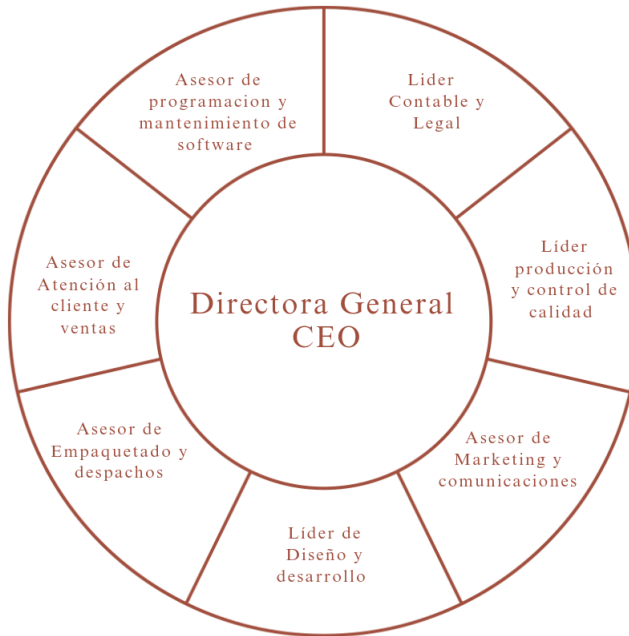 Asesor de
programacion y
mantenimiento de
software
Lider
Contable y
Legal
Líder
producción
y control de
calidad
Asesor de
Marketing y
comunicaciones
Líder de
Diseño y
desarrollo
Asesor de
Empaquetado y
despachos
Asesor de
Atención al
cliente y
ventas
Directora General
CEO